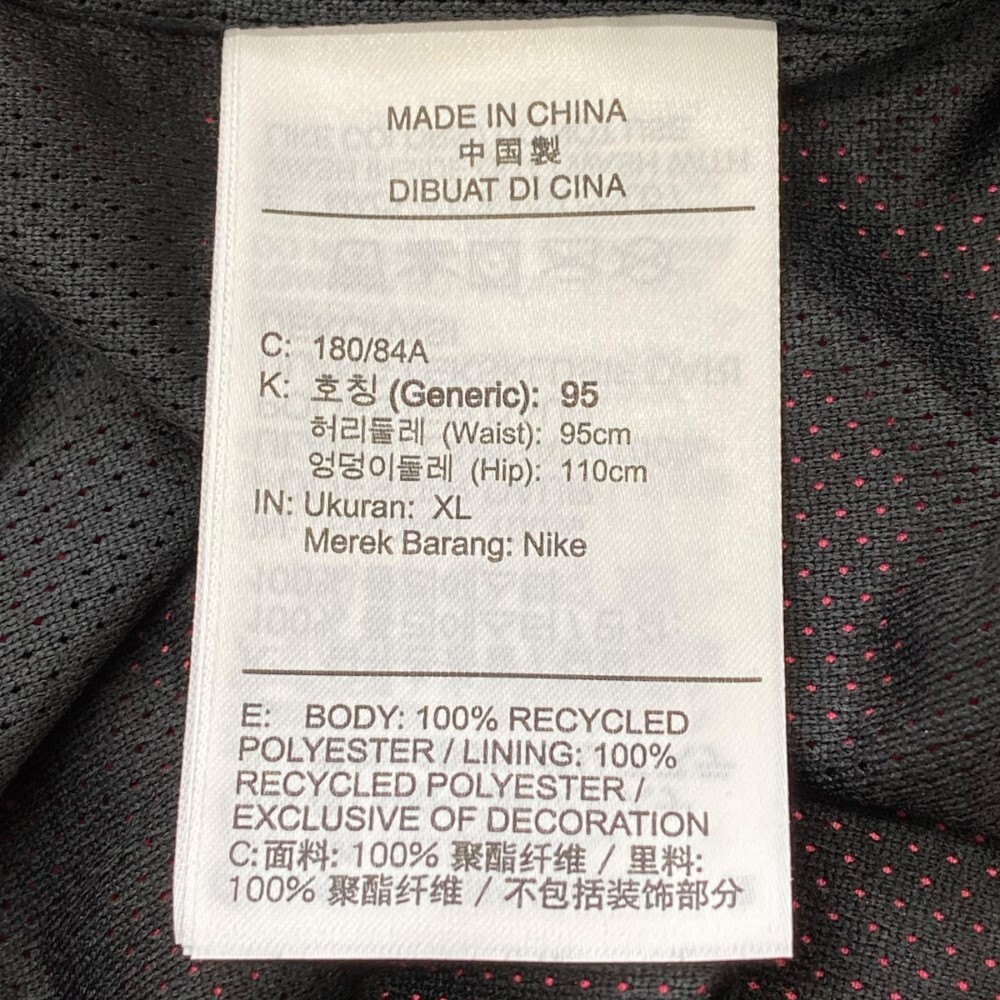 MADE IN CHINA
中国製
DIBUAT DI CINA
C: 180/84A
K: 호칭 (Generic): 95
허리둘레 (Waist): 95cm
엉덩이둘레 (Hip): 110cm
IN: Ukuran: XL
Merek Barang: Nike
E: BODY: 100% RECYCLED
POLYESTER / LINING: 100%
RECYCLED POLYESTER /
EXCLUSIVE OF DECORATION
C:面料: 100% 聚酯纤维 / 里料:
100% 聚酯纤维 / 不包括装饰部分